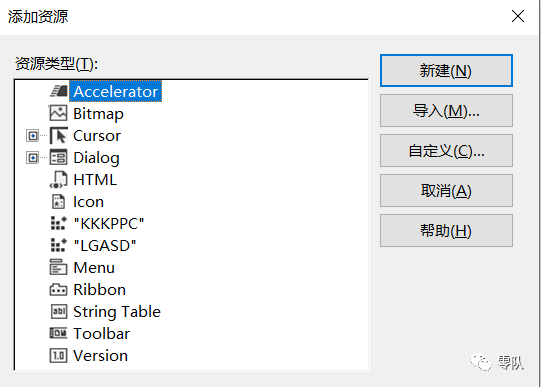 添加资源
资源类型(T):
Accelerator
Bitmap
Cursor
Dialog
HTML
Icon
"KKKPPC"
"LGASD"
Menu
Ribbon
String Table
Toolbar
Version
新建(N)
导入(M)...
自定义(C)...
取消(A)
帮助(H)
零队